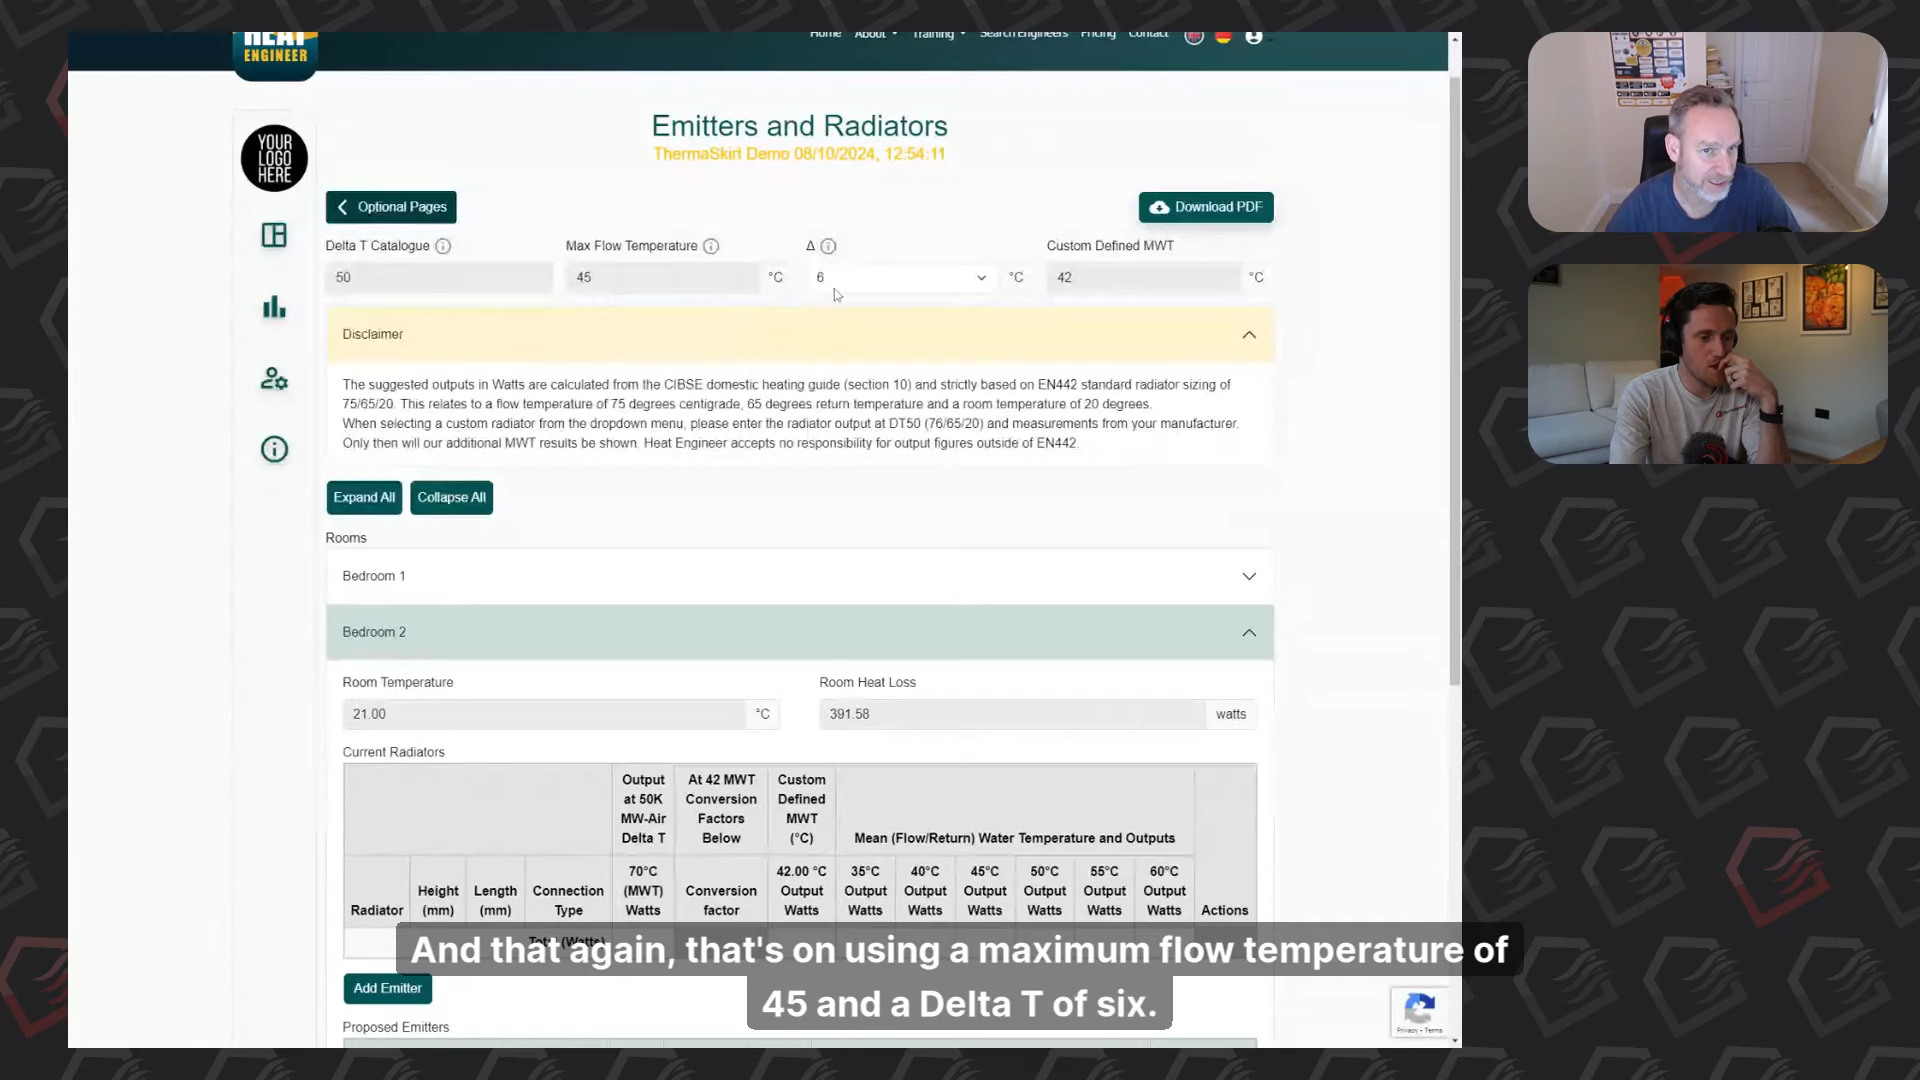 HEAT
ENGINEER
Home About Training Search Engineers Pricing Contact
Emitters and Radiators
ThermaSkirt Demo 08/10/2024, 12:54:11
YOUR
LOGO
HERE
Optional Pages
Download PDF
Delta T Catalogue
Max Flow Temperature
Δ
Custom Defined MWT
50
45
°C
6
°C
42
°C
Disclaimer
The suggested outputs in Watts are calculated from the CIBSE domestic heating guide (section 10) and strictly based on EN442 standard radiator sizing of
75/65/20. This relates to a flow temperature of 75 degrees centigrade, 65 degrees return temperature and a room temperature of 20 degrees.
When selecting a custom radiator from the dropdown menu, please enter the radiator output at DT50 (76/65/20) and measurements from your manufacturer.
Only then will our additional MWT results be shown. Heat Engineer accepts no responsibility for output figures outside of EN442.
Expand All
Collapse All
Rooms
Bedroom 1
Bedroom 2
Room Temperature
Room Heat Loss
21.00
°C
391.58
watts
Current Radiators
Output
at 50K
MW-Air
Delta T
At 42 MWT
Conversion
Factors
Below
Custom
Defined
MWT
(°C)
Mean (Flow/Return) Water Temperature and Outputs
Radiator
Height
(mm)
Length
(mm)
Connection
Type
70°C
(MWT)
Watts
Conversion
factor
42.00 °C
Output
Watts
35°C
Output
Watts
40°C
Output
Watts
45°C
Output
Watts
50°C
Output
Watts
55°C
Output
Watts
60°C
Output
Watts
Actions
Total (Watts)
And that again, that's on using a maximum flow temperature of
45 and a Delta T of six.
Add Emitter
Proposed Emitters
Privacy - Terms